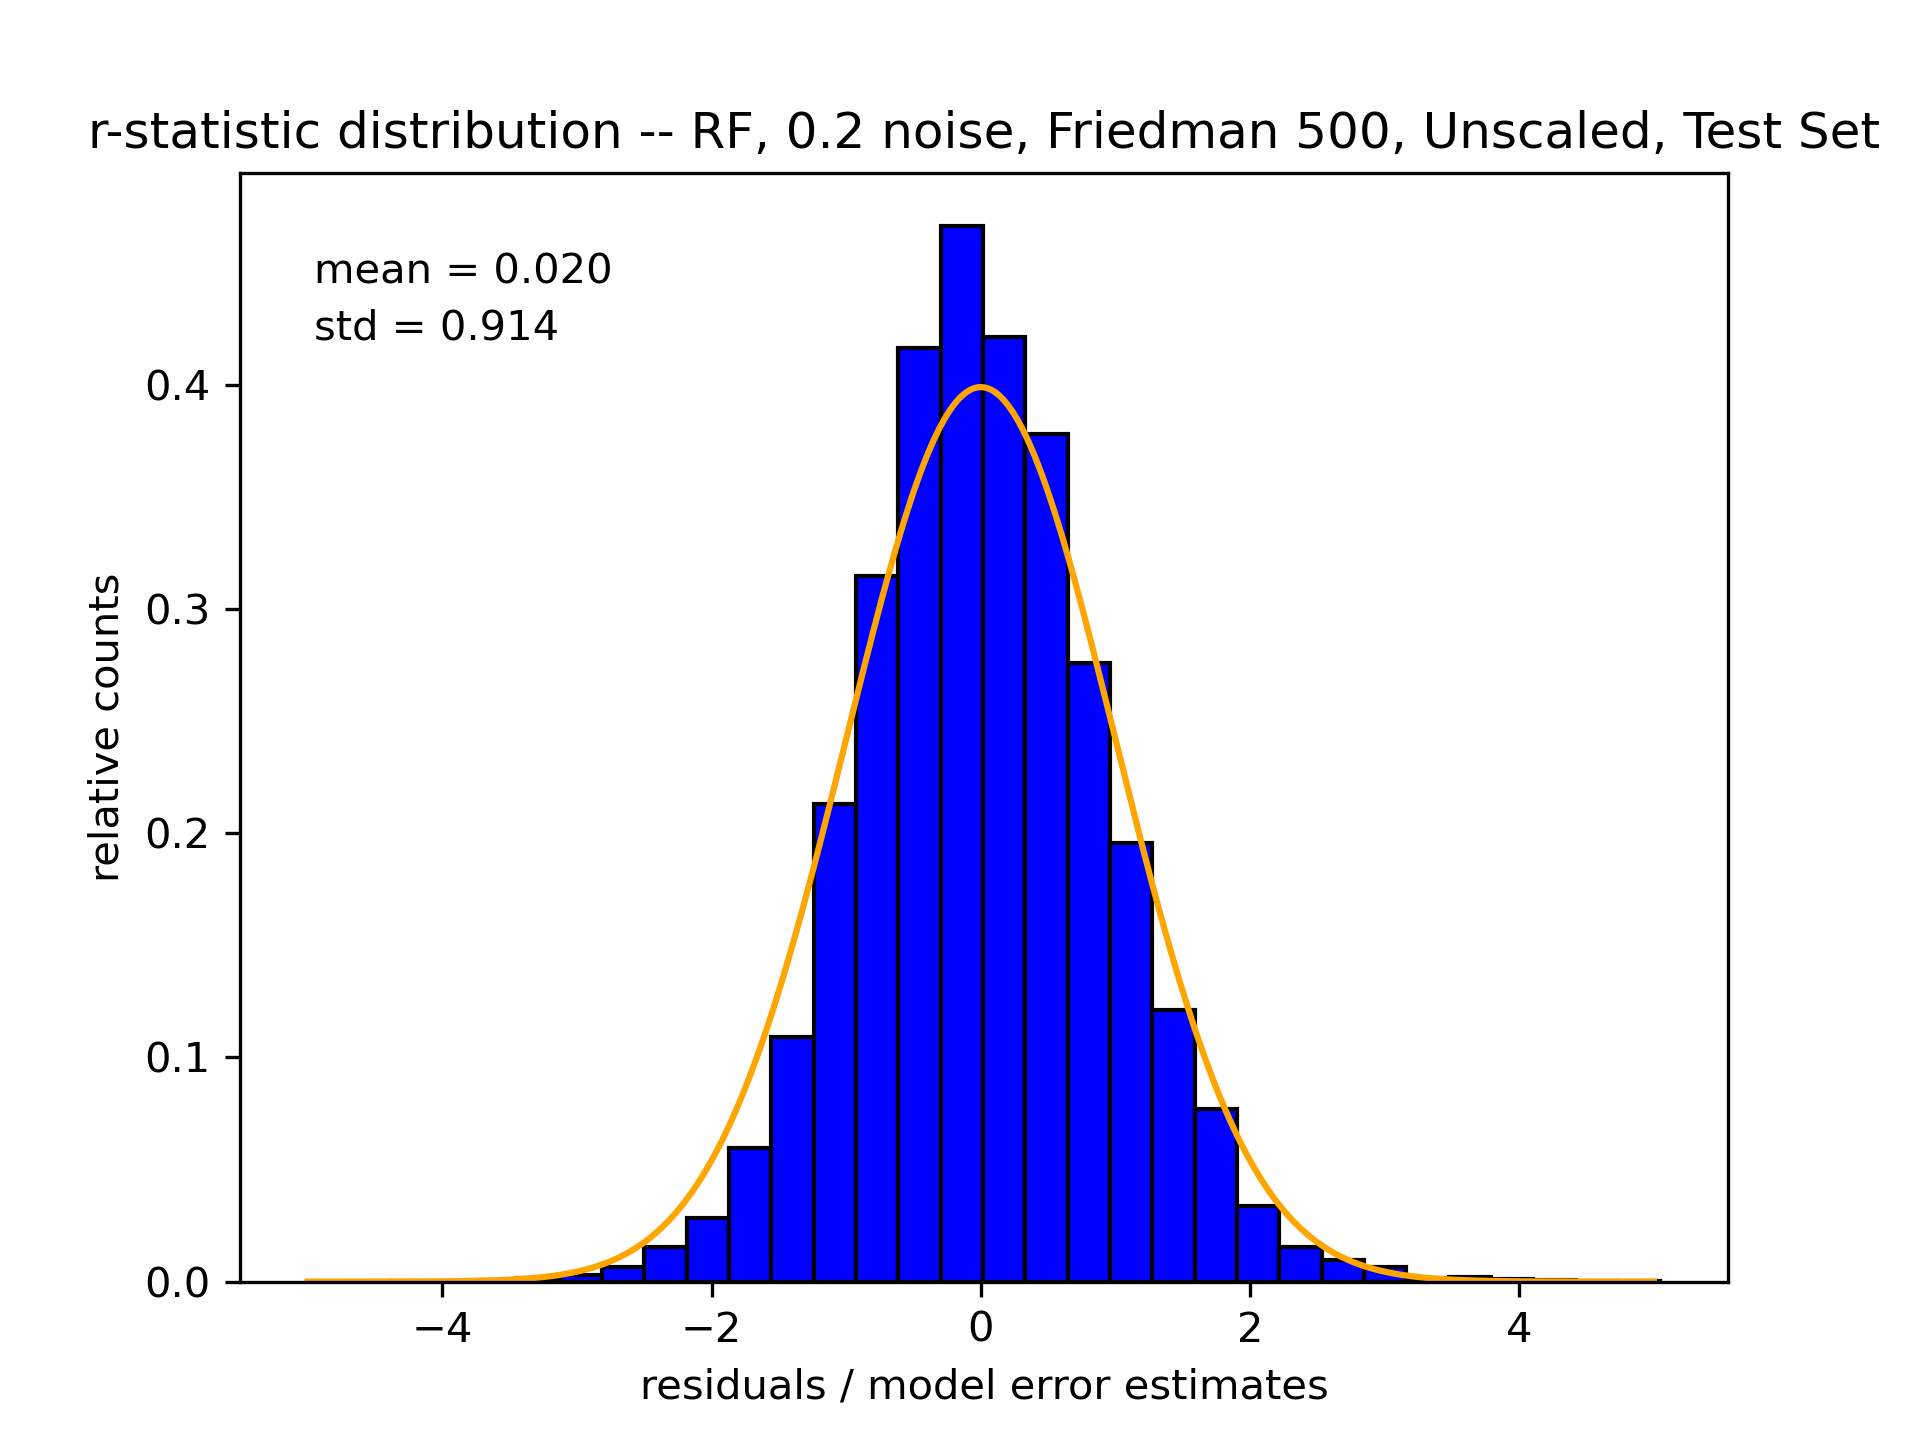 r-statistic distribution -- RF, 0.2 noise, Friedman 500, Unscaled, Test Set
mean = 0.020
std = 0.914
relative counts
0.4
0.3
0.2
0.1
0.0
−4 −2 0 2 4
residuals / model error estimates